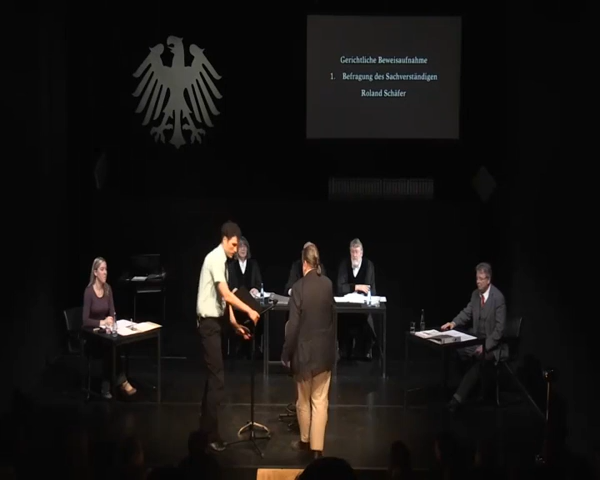 Gerichtliche Beweisaufnahme
1. Befragung des Sachverständigen
Roland Schäfer